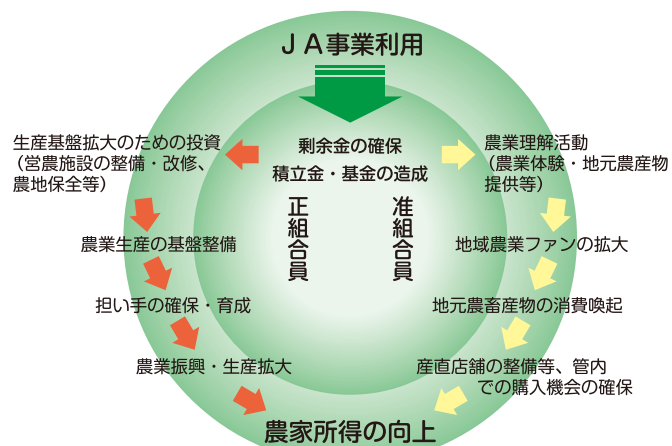 JA事業利用
剰余金の確保
積立金・基金の造成
正組合員
准組合員
生産基盤拡大のための投資
（営農施設の整備・改修、
農地保全等）
農業生産の基盤整備
担い手の確保・育成
農業振興・生産拡大
農業理解活動
（農業体験・地元農産物
提供等）
地域農業ファンの拡大
地元農畜産物の消費喚起
産直店舗の整備等、管内
での購入機会の確保
農家所得の向上